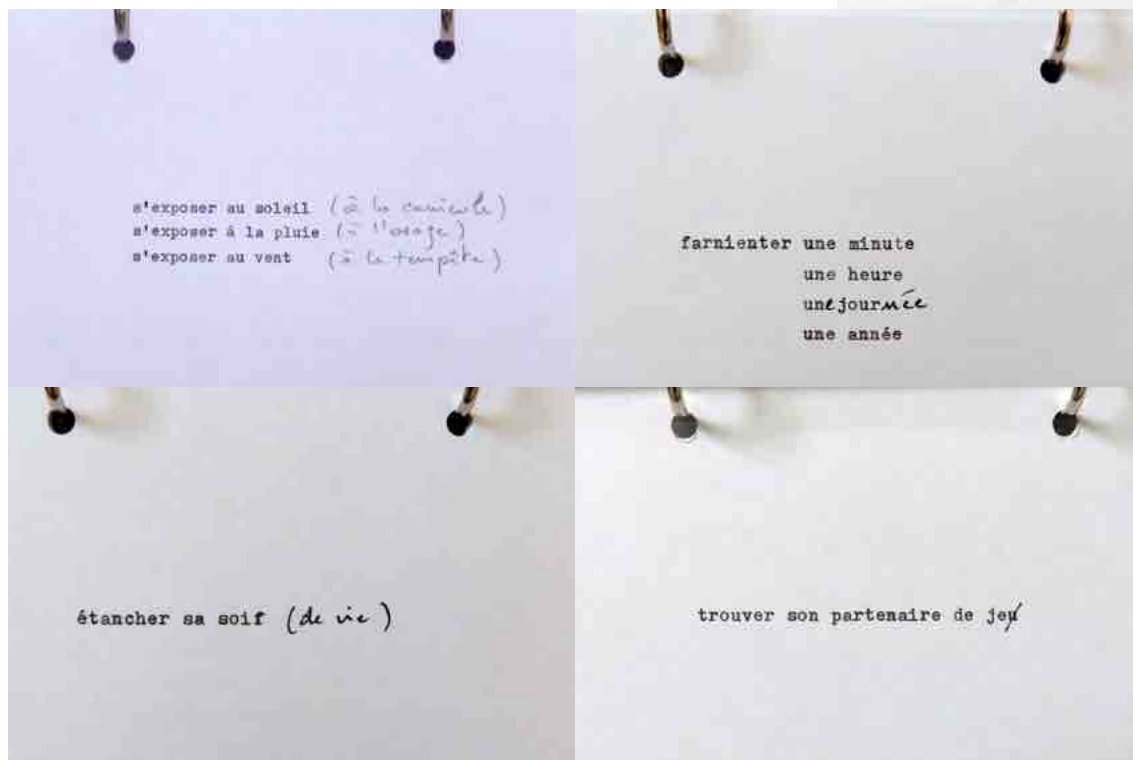 s'exposer au soleil (à la canicule)
s'exposer à la pluie (à l'orage)
s'exposer au vent (à la tempête)
farnienter une minute
une heure
une journée
une année
étancher sa soif (de vie)
trouver son partenaire de jeu